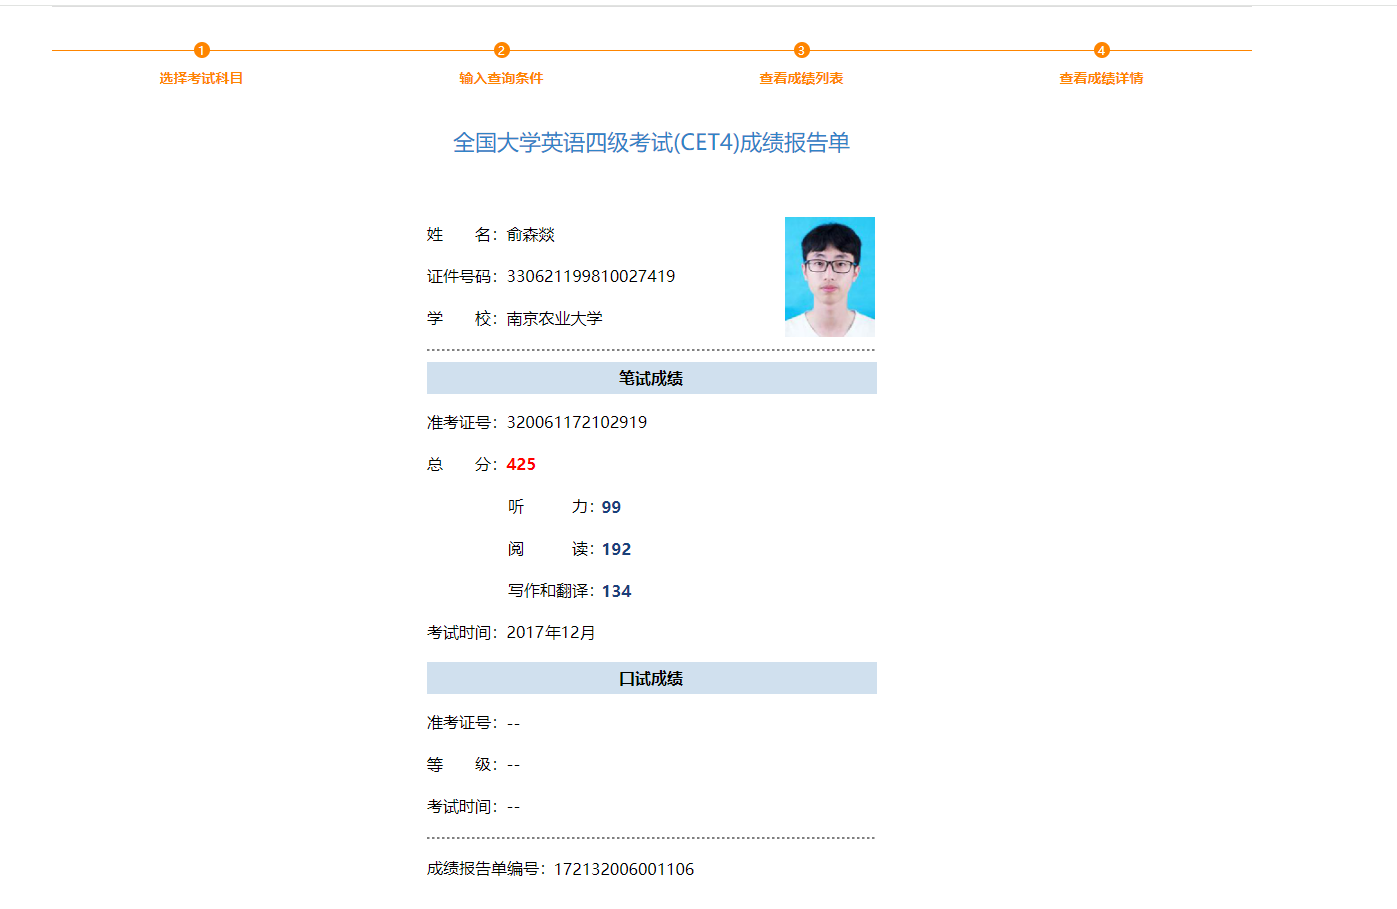 1 2 3 4
选择考试科目 输入查询条件 查看成绩列表 查看成绩详情
全国大学英语四级考试(CET4)成绩报告单
姓 名：俞森燚
证件号码：330621199810027419
学 校：南京农业大学
笔试成绩
准考证号：320061172102919
总 分：425
听 力：99
阅 读：192
写作和翻译：134
考试时间：2017年12月
口试成绩
准考证号：--
等 级：--
考试时间：--
成绩报告单编号：172132006001106